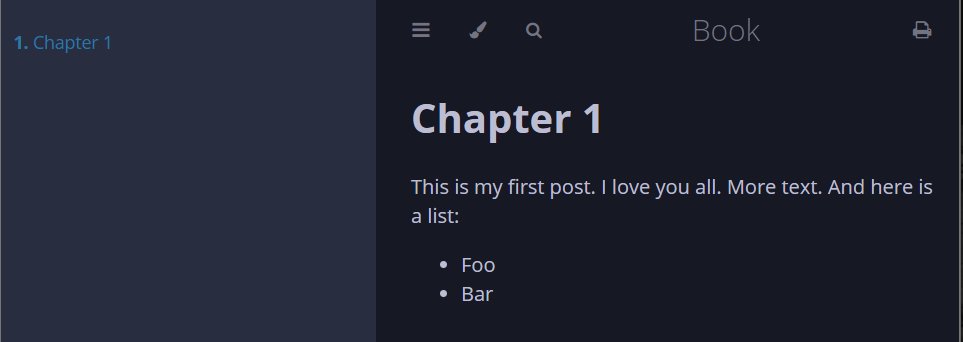 1. Chapter 1
Book
Chapter 1
This is my first post. I love you all. More text. And here is
a list:
• Foo
• Bar